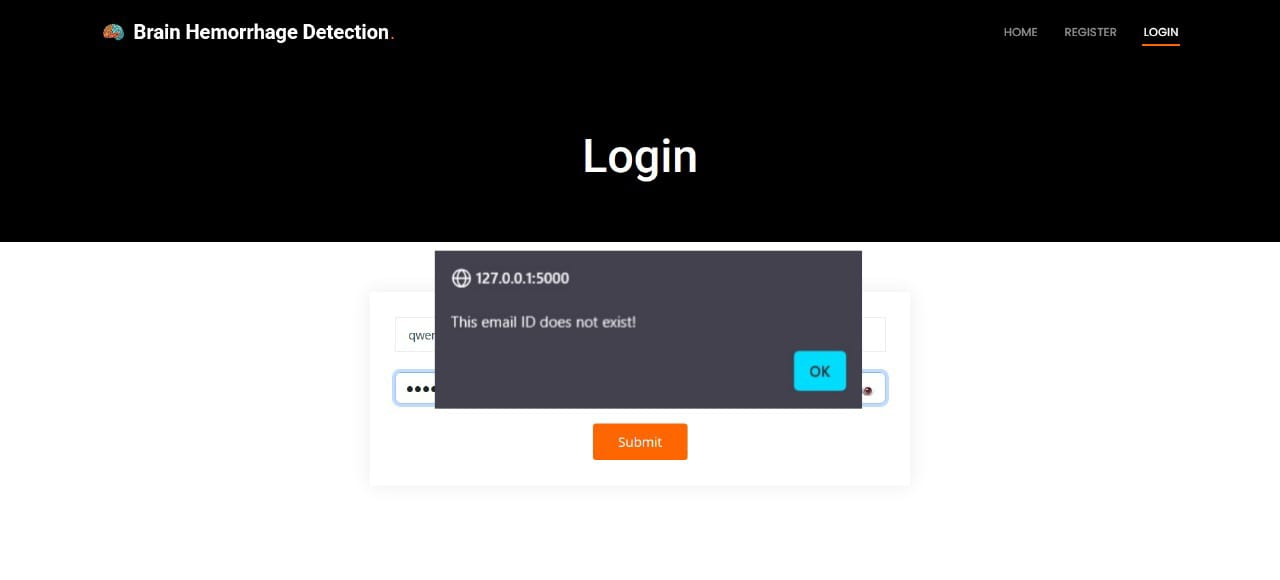 Brain Hemorrhage Detection.
HOME REGISTER LOGIN
Login
127.0.0.1:5000
This email ID does not exist!
OK
qwer
Submit